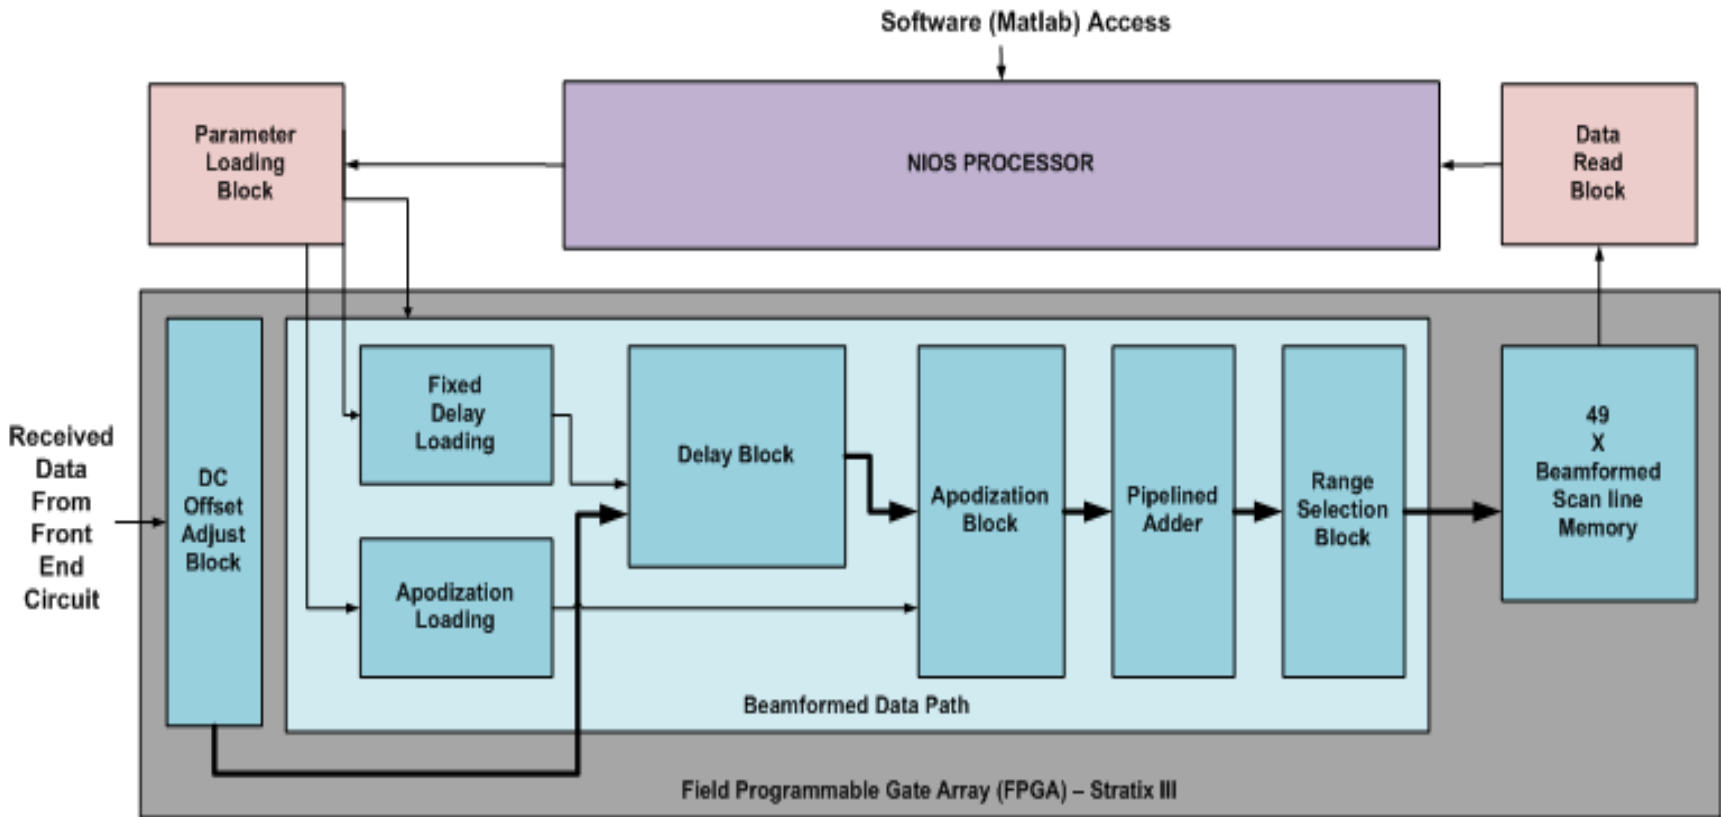 Software (Matlab) Access
Parameter
Loading
Block
NIOS PROCESSOR
Data
Read
Block
Received
Data
From
Front
End
Circuit
DC
Offset
Adjust
Block
Fixed
Delay
Loading
Apodization
Loading
Delay Block
Apodization
Block
Pipelined
Adder
Range
Selection
Block
49
X
Beamformed
Scan line
Memory
Beamformed Data Path
Field Programmable Gate Array (FPGA) – Stratix III